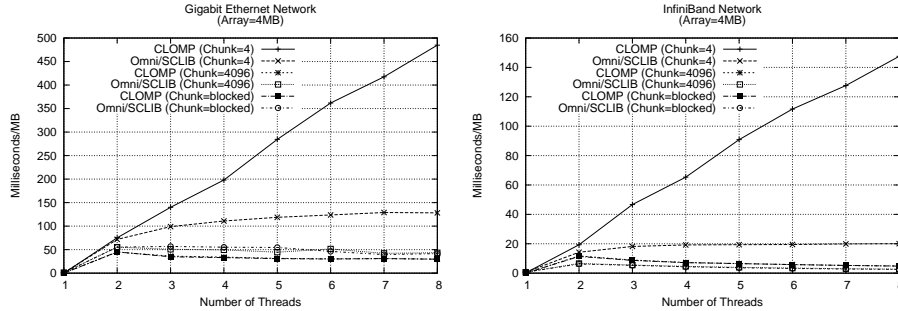 Gigabit Ethernet Network
(Array=4MB)
500
450
400
350
300
250
200
150
100
50
0
Milliseconds/MB
CLOMP (Chunk=4)
Omni/SCLIB (Chunk=4)
CLOMP (Chunk=4096)
Omni/SCLIB (Chunk=4096)
CLOMP (Chunk=blocked)
Omni/SCLIB (Chunk=blocked)
1 2 3 4 5 6 7 8
Number of Threads
InfiniBand Network
(Array=4MB)
160
140
120
100
80
60
40
20
0
Milliseconds/MB
CLOMP (Chunk=4)
Omni/SCLIB (Chunk=4)
CLOMP (Chunk=4096)
Omni/SCLIB (Chunk=4096)
CLOMP (Chunk=blocked)
Omni/SCLIB (Chunk=blocked)
1 2 3 4 5 6 7 8
Number of Threads